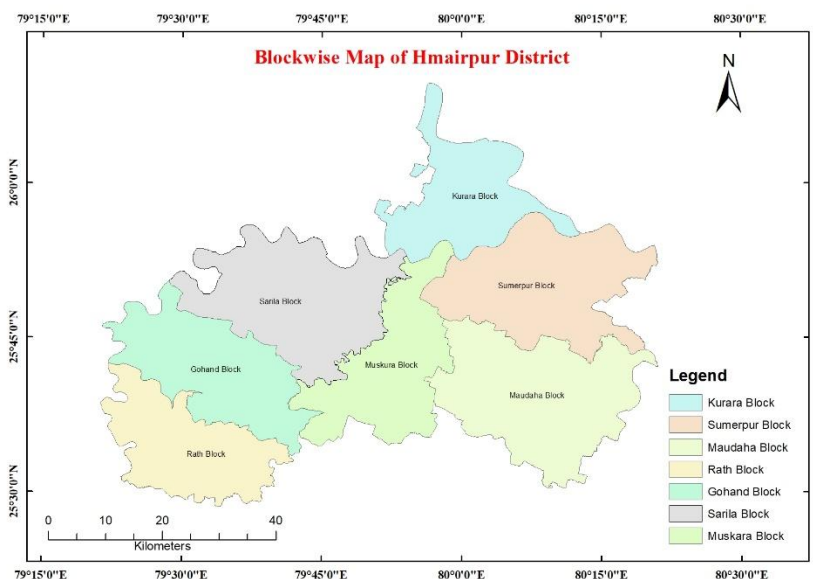 79°15'0"E 79°30'0"E 79°45'0"E 80°0'0"E 80°15'0"E 80°30'0"E
Blockwise Map of Hmairpur District
N
26°0'0"N
25°45'0"N
25°30'0"N
Kurara Block
Sumerpur Block
Sarila Block
Muskura Block
Gohand Block
Maudaha Block
Rath Block
Legend
Kurara Block
Sumerpur Block
Maudaha Block
Rath Block
Gohand Block
Sarila Block
Muskara Block
0 10 20 30 40
Kilometers
79°15'0"E 79°30'0"E 79°45'0"E 80°0'0"E 80°15'0"E 80°30'0"E